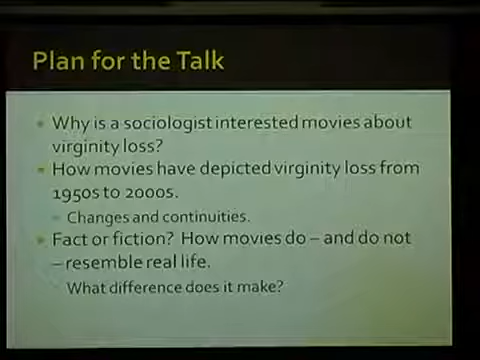 Plan for the Talk
Why is a sociologist interested movies about
virginity loss?
How movies have depicted virginity loss from
1950s to 2000s.
Changes and continuities.
Fact or fiction? How movies do – and do not
– resemble real life.
What difference does it make?